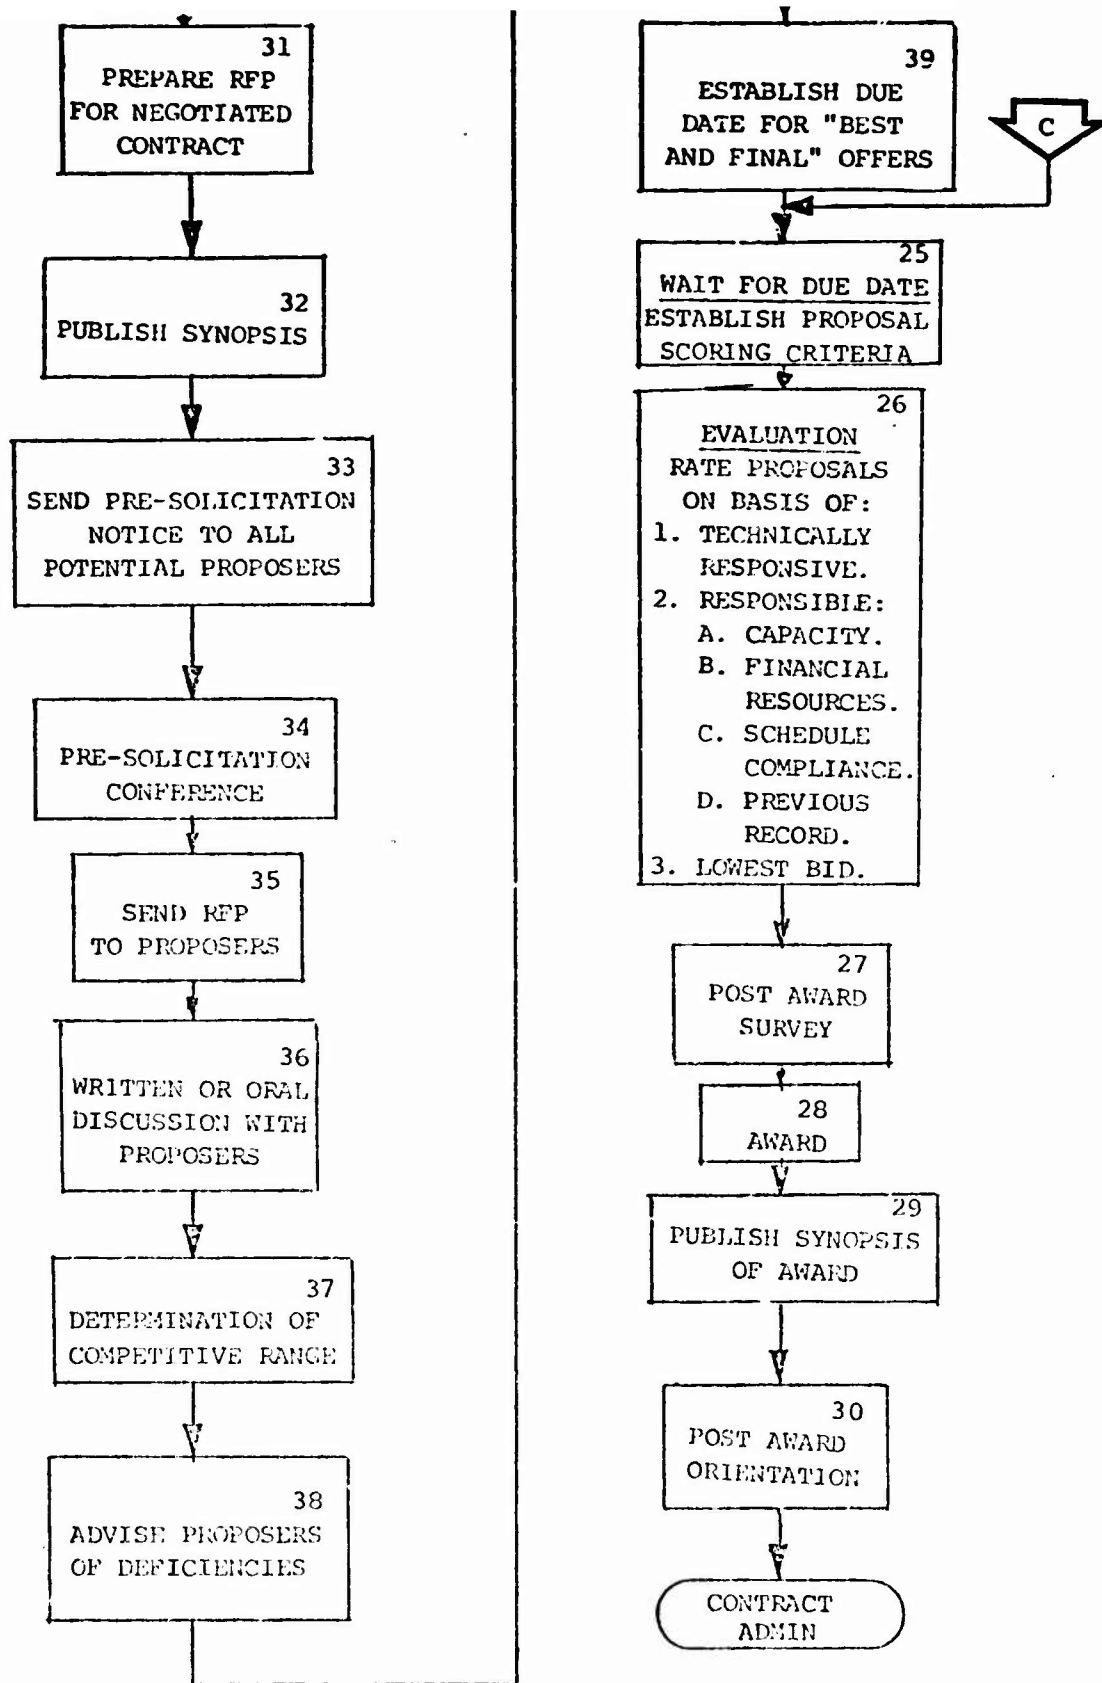 31
PREPARE RFP
FOR NEGOTIATED
CONTRACT
32
PUBLISH SYNOPSIS
33
SEND PRE-SOLICITATION
NOTICE TO ALL
POTENTIAL PROPOSERS
34
PRE-SOLICITATION
CONFERENCE
35
SEND RFP
TO PROPOSERS
36
WRITTEN OR ORAL
DISCUSSION WITH
PROPOSERS
37
DETERMINATION OF
COMPETITIVE RANGE
38
ADVISE PROPOSERS
OF DEFICIENCIES
39
ESTABLISH DUE
DATE FOR "BEST
AND FINAL" OFFERS
C
25
WAIT FOR DUE DATE
ESTABLISH PROPOSAL
SCORING CRITERIA
26
EVALUATION
RATE PROPOSALS
ON BASIS OF:
1. TECHNICALLY
RESPONSIVE.
2. RESPONSIBLE:
A. CAPACITY.
B. FINANCIAL
RESOURCES.
C. SCHEDULE
COMPLIANCE.
D. PREVIOUS
RECORD.
3. LOWEST BID.
27
POST AWARD
SURVEY
28
AWARD
29
PUBLISH SYNOPSIS
OF AWARD
30
POST AWARD
ORIENTATION
CONTRACT
ADMIN